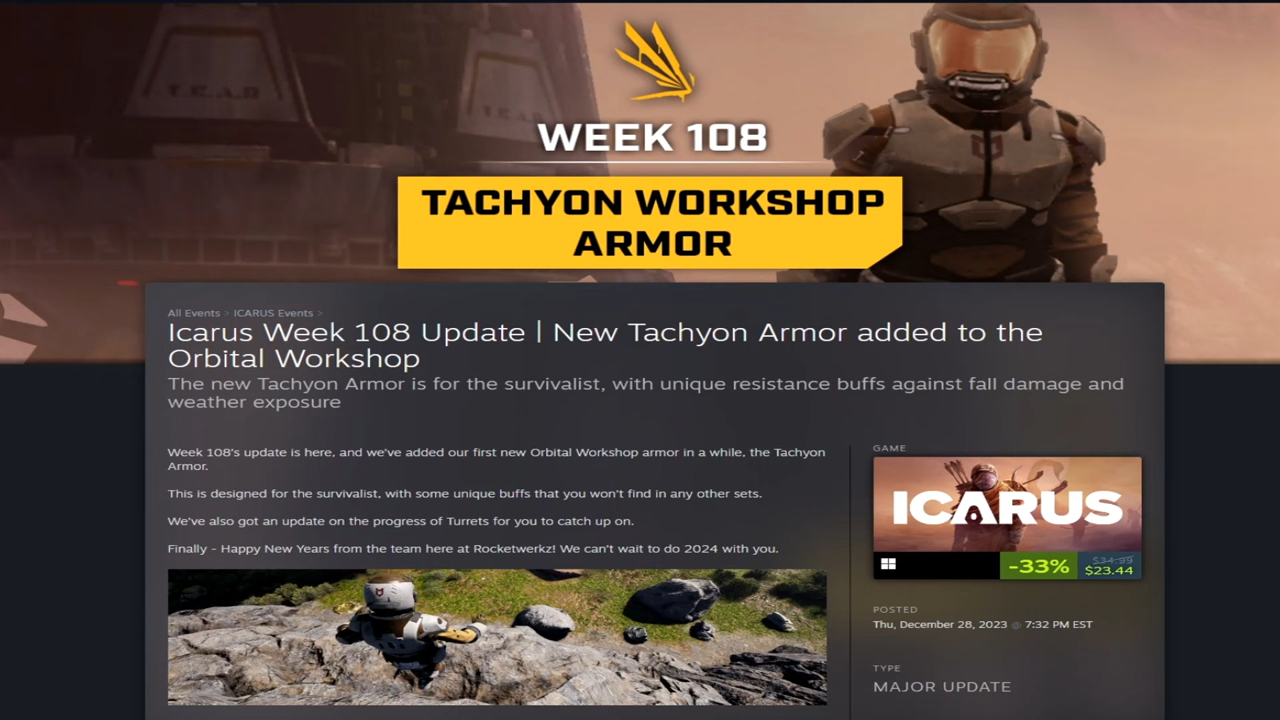 T.E.A.R
WEEK 108
TACHYON WORKSHOP
ARMOR
All Events > ICARUS Events >
Icarus Week 108 Update | New Tachyon Armor added to the
Orbital Workshop
The new Tachyon Armor is for the survivalist, with unique resistance buffs against fall damage and
weather exposure
Week 108's update is here, and we've added our first new Orbital Workshop armor in a while, the Tachyon
Armor.
This is designed for the survivalist, with some unique buffs that you won't find in any other sets.
We've also got an update on the progress of Turrets for you to catch up on.
Finally - Happy New Years from the team here at Rocketwerkz! We can't wait to do 2024 with you.
GAME
ICARUS
-33%
$34.99
$23.44
POSTED
Thu, December 28, 2023 @ 7:32 PM EST
TYPE
MAJOR UPDATE